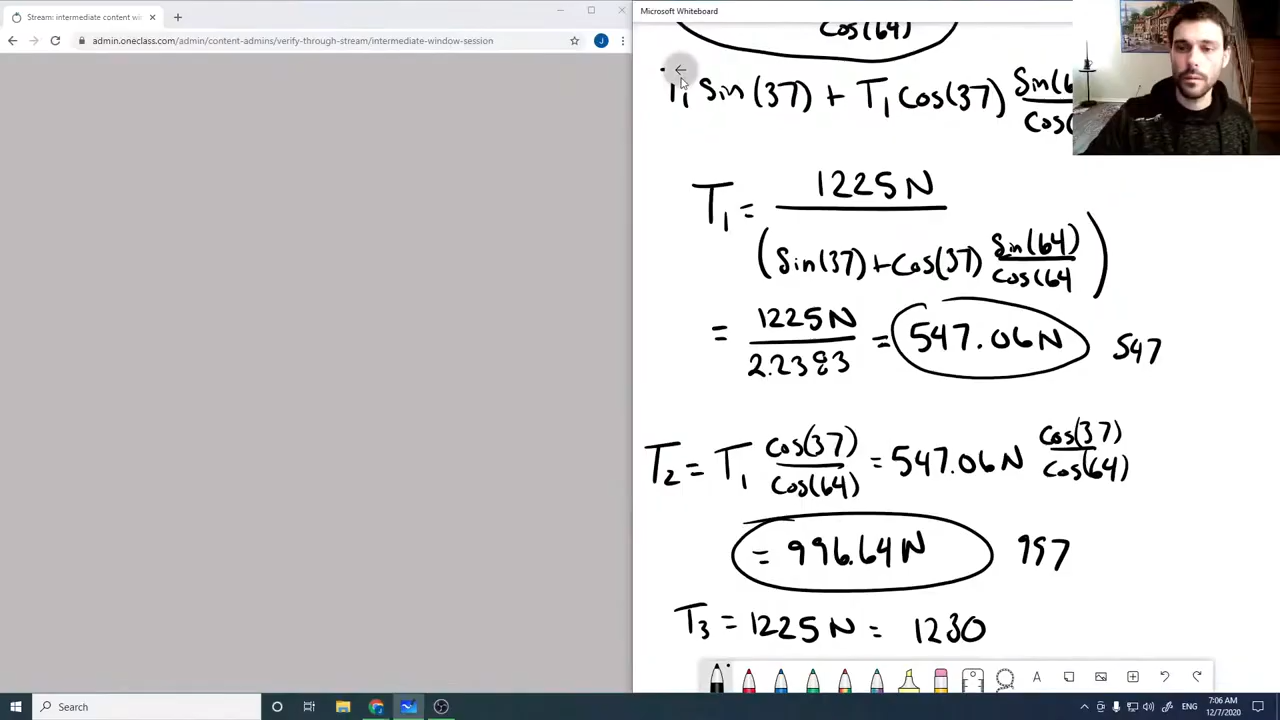 Stream: intermediate content wi
Microsoft Whiteboard
admin.oneclass.com/content-admins/verify-through-stream/intermediate-window-session
J
cos(64)
T₁ sin(37) + T₁ cos(37) sin(6
cos
T₁ = 1225 N
(sin(37) + cos(37) sin(64)
cos(64)
= 1225 N = 547.06 N 547
2.2393
T₂ = T₁ cos(37) = 547.06 N cos(37)
cos(64) cos(64)
= 996.64 N 997
T₃ = 1225 N = 1230
A
Search
ENG
7:06 AM
12/7/2020